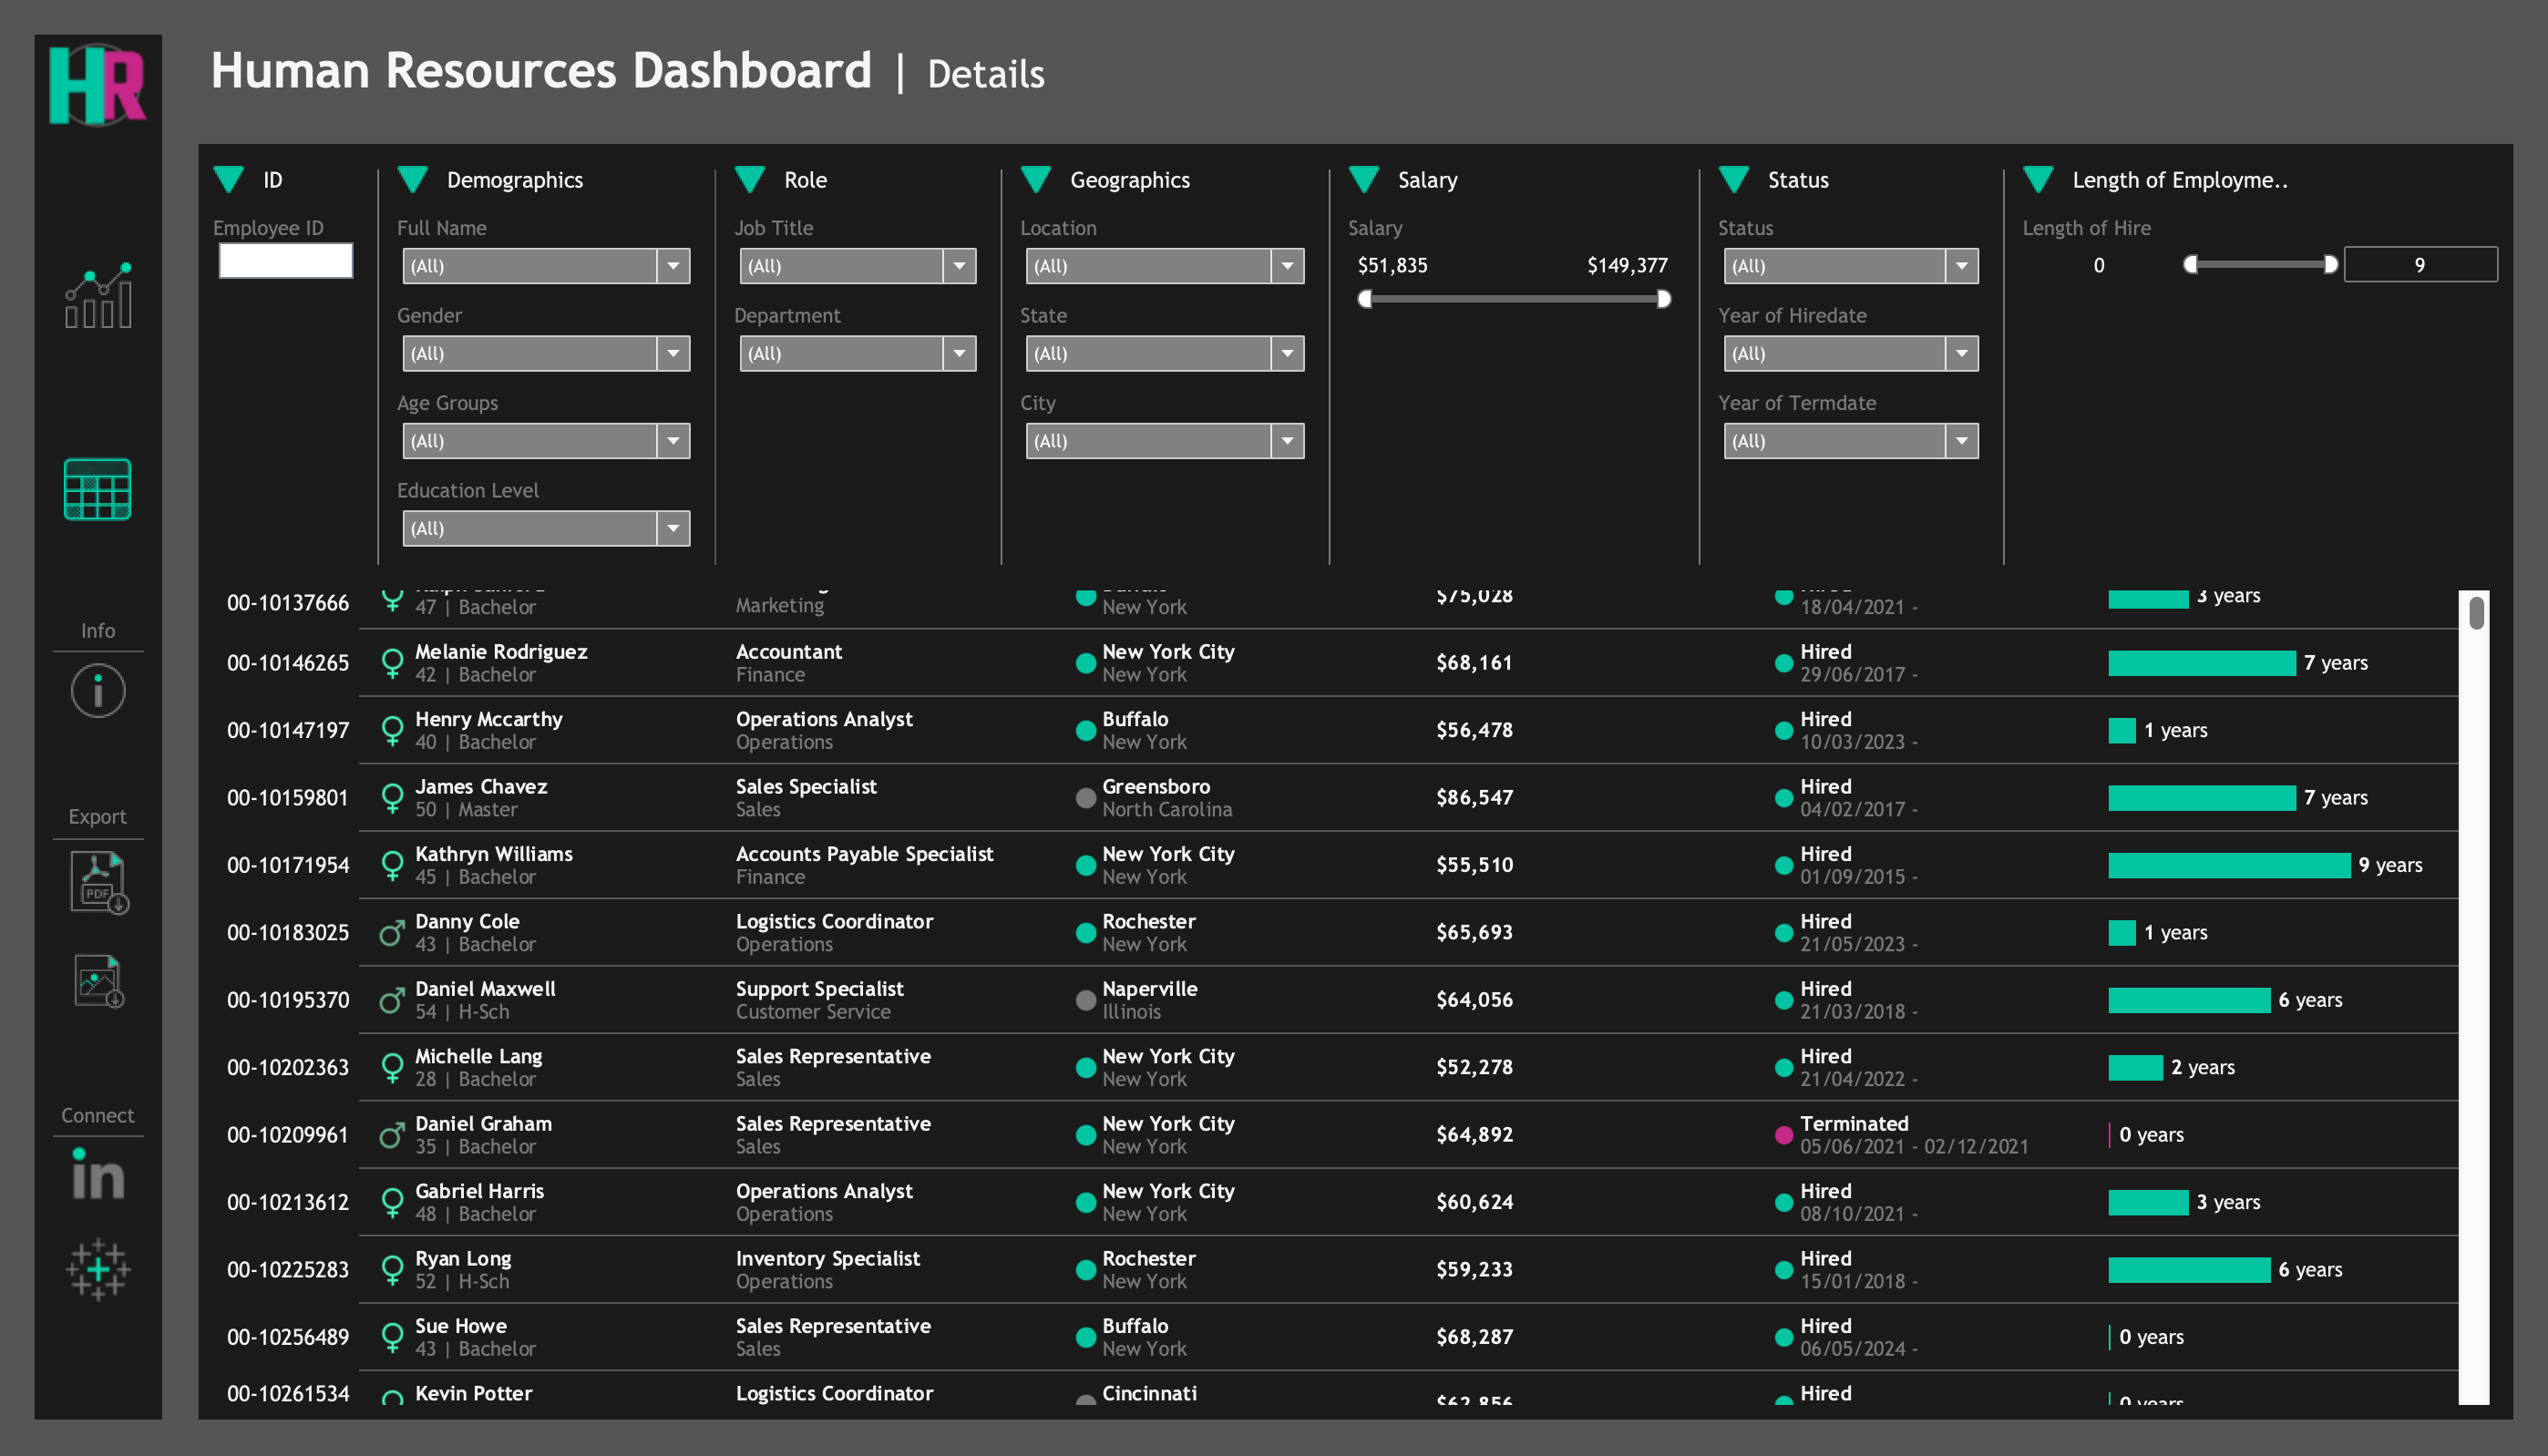 HR
Human Resources Dashboard | Details
ID
Demographics
Role
Geographics
Salary
Status
Length of Employme..
Employee ID
Full Name
Job Title
Location
Salary
Status
Length of Hire
(All)
(All)
(All)
$51,835
$149,377
(All)
0
9
Gender
Department
State
Year of Hiredate
(All)
(All)
(All)
(All)
Age Groups
City
Year of Termdate
(All)
(All)
(All)
Education Level
(All)
Info
Export
PDF
Connect
in
00-10137666
47 | Bachelor
Marketing
New York
$75,028
18/04/2021 -
3 years
00-10146265
Melanie Rodriguez
42 | Bachelor
Accountant
Finance
New York City
New York
$68,161
Hired
29/06/2017 -
7 years
00-10147197
Henry Mccarthy
40 | Bachelor
Operations Analyst
Operations
Buffalo
New York
$56,478
Hired
10/03/2023 -
1 years
00-10159801
James Chavez
50 | Master
Sales Specialist
Sales
Greensboro
North Carolina
$86,547
Hired
04/02/2017 -
7 years
00-10171954
Kathryn Williams
45 | Bachelor
Accounts Payable Specialist
Finance
New York City
New York
$55,510
Hired
01/09/2015 -
9 years
00-10183025
Danny Cole
43 | Bachelor
Logistics Coordinator
Operations
Rochester
New York
$65,693
Hired
21/05/2023 -
1 years
00-10195370
Daniel Maxwell
54 | H-Sch
Support Specialist
Customer Service
Naperville
Illinois
$64,056
Hired
21/03/2018 -
6 years
00-10202363
Michelle Lang
28 | Bachelor
Sales Representative
Sales
New York City
New York
$52,278
Hired
21/04/2022 -
2 years
00-10209961
Daniel Graham
35 | Bachelor
Sales Representative
Sales
New York City
New York
$64,892
Terminated
05/06/2021 - 02/12/2021
0 years
00-10213612
Gabriel Harris
48 | Bachelor
Operations Analyst
Operations
New York City
New York
$60,624
Hired
08/10/2021 -
3 years
00-10225283
Ryan Long
52 | H-Sch
Inventory Specialist
Operations
Rochester
New York
$59,233
Hired
15/01/2018 -
6 years
00-10256489
Sue Howe
43 | Bachelor
Sales Representative
Sales
Buffalo
New York
$68,287
Hired
06/05/2024 -
0 years
00-10261534
Kevin Potter
Logistics Coordinator
Cincinnati
$62,856
Hired
0 years